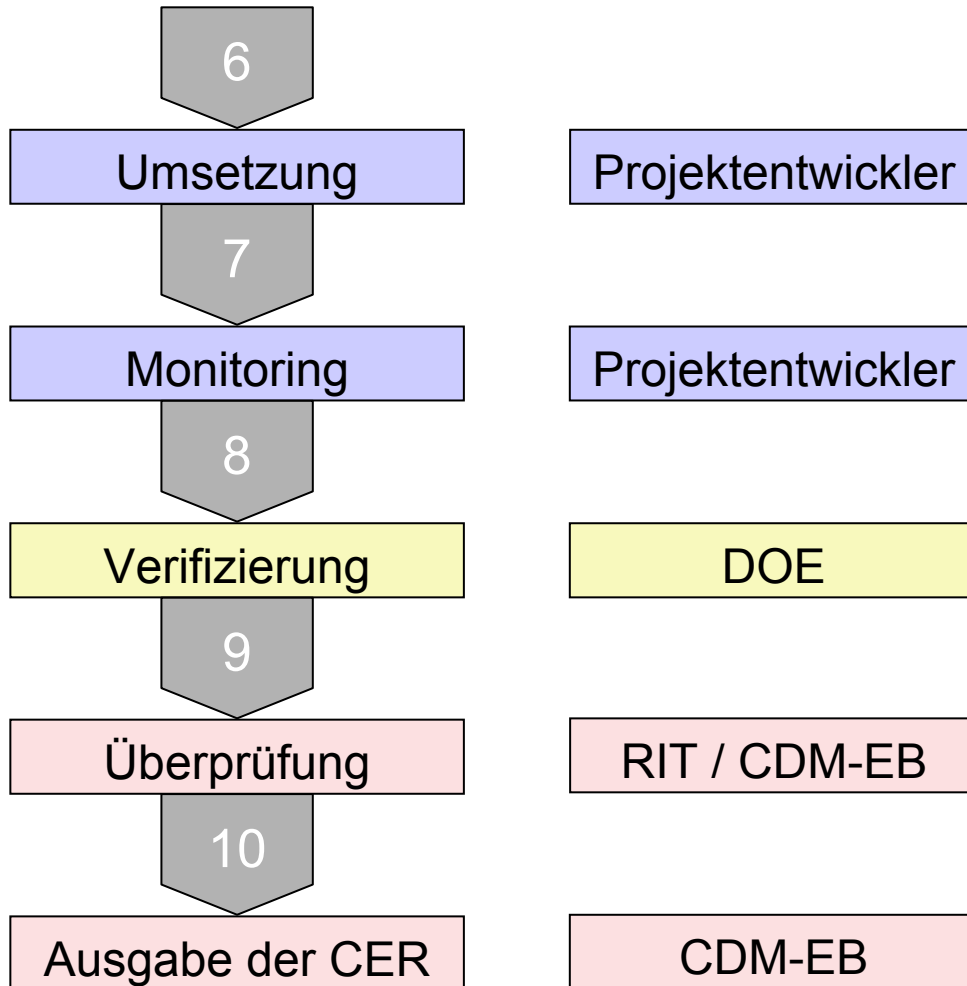 6
Umsetzung
Projektentwickler
7
Monitoring
Projektentwickler
8
Verifizierung
DOE
9
Überprüfung
RIT / CDM-EB
10
Ausgabe der CER
CDM-EB